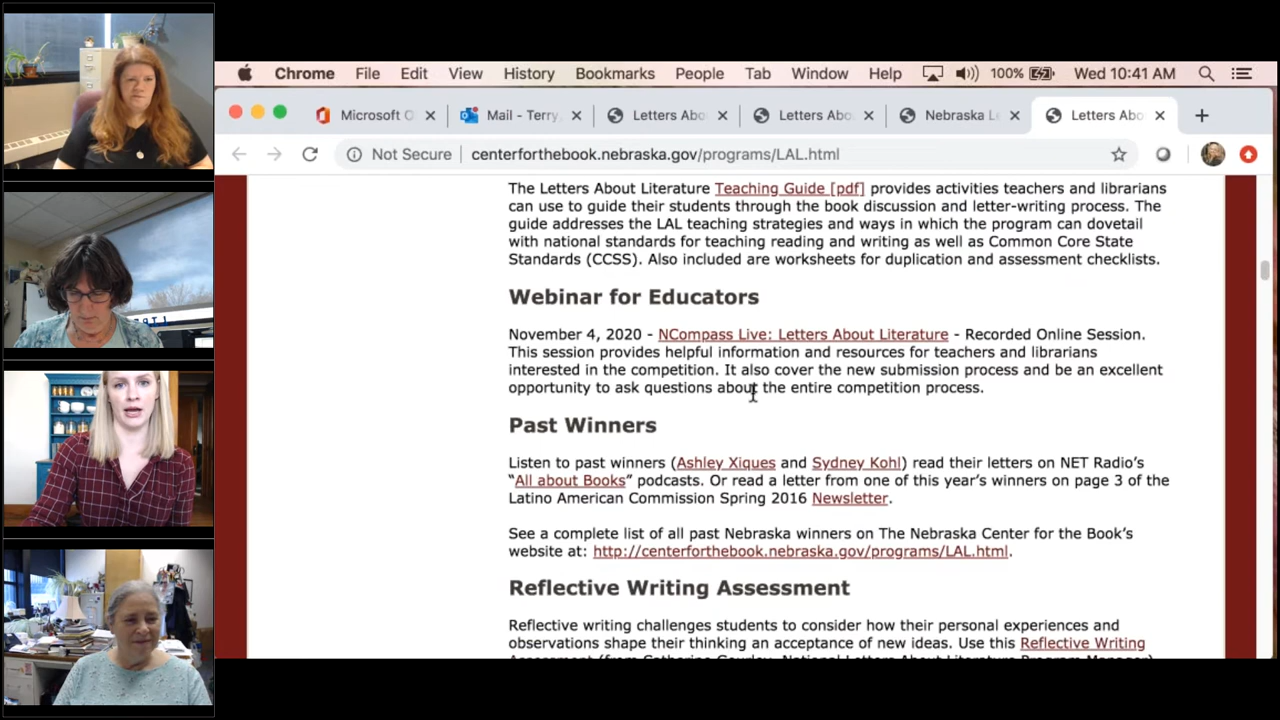 Chrome File Edit View History Bookmarks People Tab Window Help 100% Wed 10:41 AM
Microsoft O Mail - Terry, Letters Abo Letters Abo Nebraska Le Letters Abo
Not Secure centerforthebook.nebraska.gov/programs/LAL.html
The Letters About Literature Teaching Guide [pdf] provides activities teachers and librarians
can use to guide their students through the book discussion and letter-writing process. The
guide addresses the LAL teaching strategies and ways in which the program can dovetail
with national standards for teaching reading and writing as well as Common Core State
Standards (CCSS). Also included are worksheets for duplication and assessment checklists.
Webinar for Educators
November 4, 2020 - NCompass Live: Letters About Literature - Recorded Online Session.
This session provides helpful information and resources for teachers and librarians
interested in the competition. It also cover the new submission process and be an excellent
opportunity to ask questions about the entire competition process.
Past Winners
Listen to past winners (Ashley Xiques and Sydney Kohl) read their letters on NET Radio’s
“All about Books” podcasts. Or read a letter from one of this year’s winners on page 3 of the
Latino American Commission Spring 2016 Newsletter.
See a complete list of all past Nebraska winners on The Nebraska Center for the Book’s
website at: http://centerforthebook.nebraska.gov/programs/LAL.html.
Reflective Writing Assessment
Reflective writing challenges students to consider how their personal experiences and
observations shape their thinking an acceptance of new ideas. Use this Reflective Writing
Assessment (from Catherine Gourley, National Letters About Literature Program Manager)